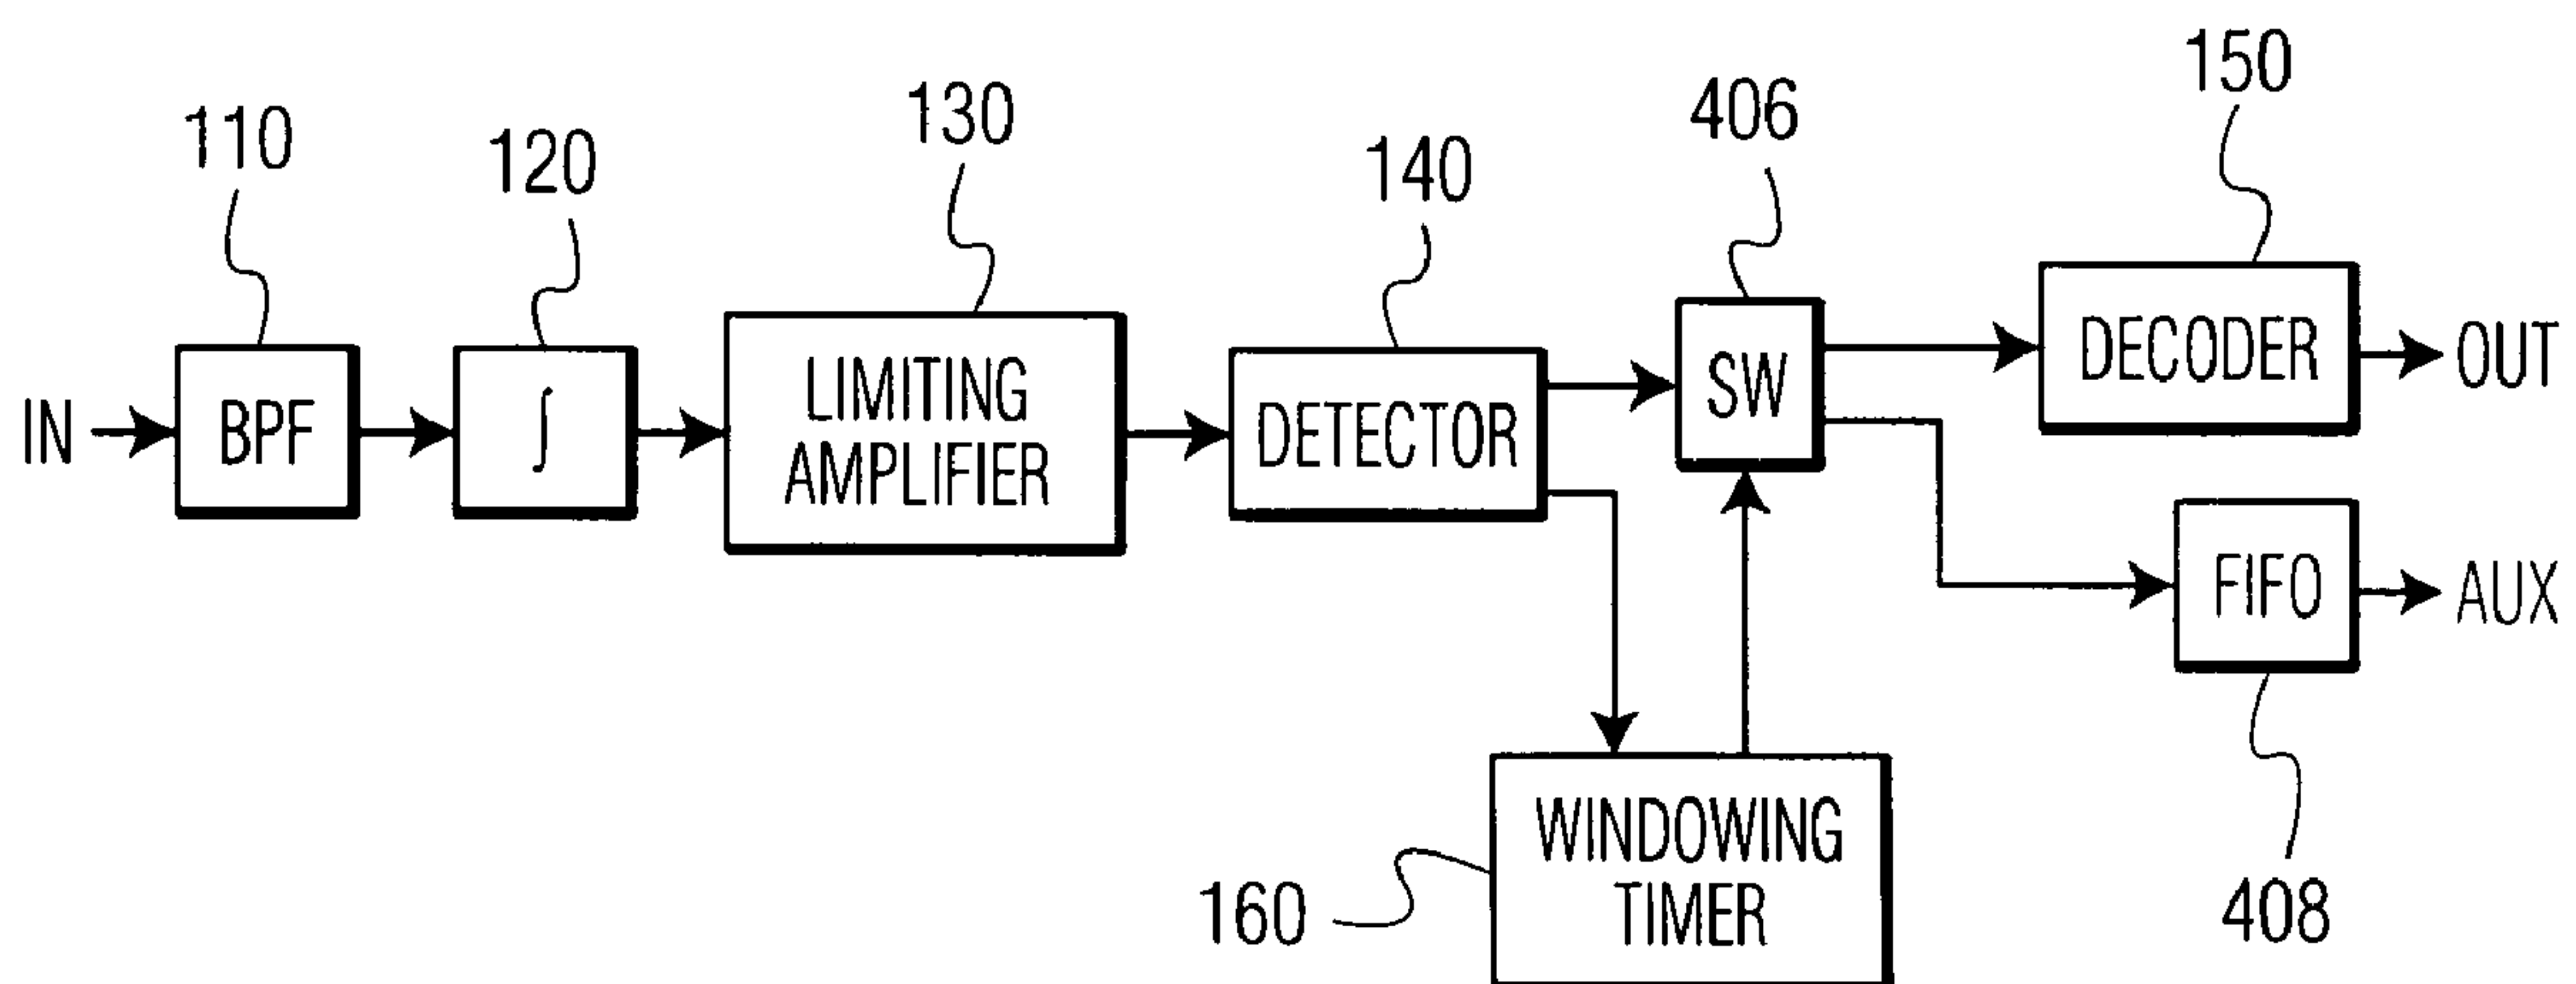 110
120
130
140
406
150
IN
BPF
∫
LIMITING
AMPLIFIER
DETECTOR
SW
DECODER
OUT
FIFO
AUX
WINDOWING
TIMER
160
408